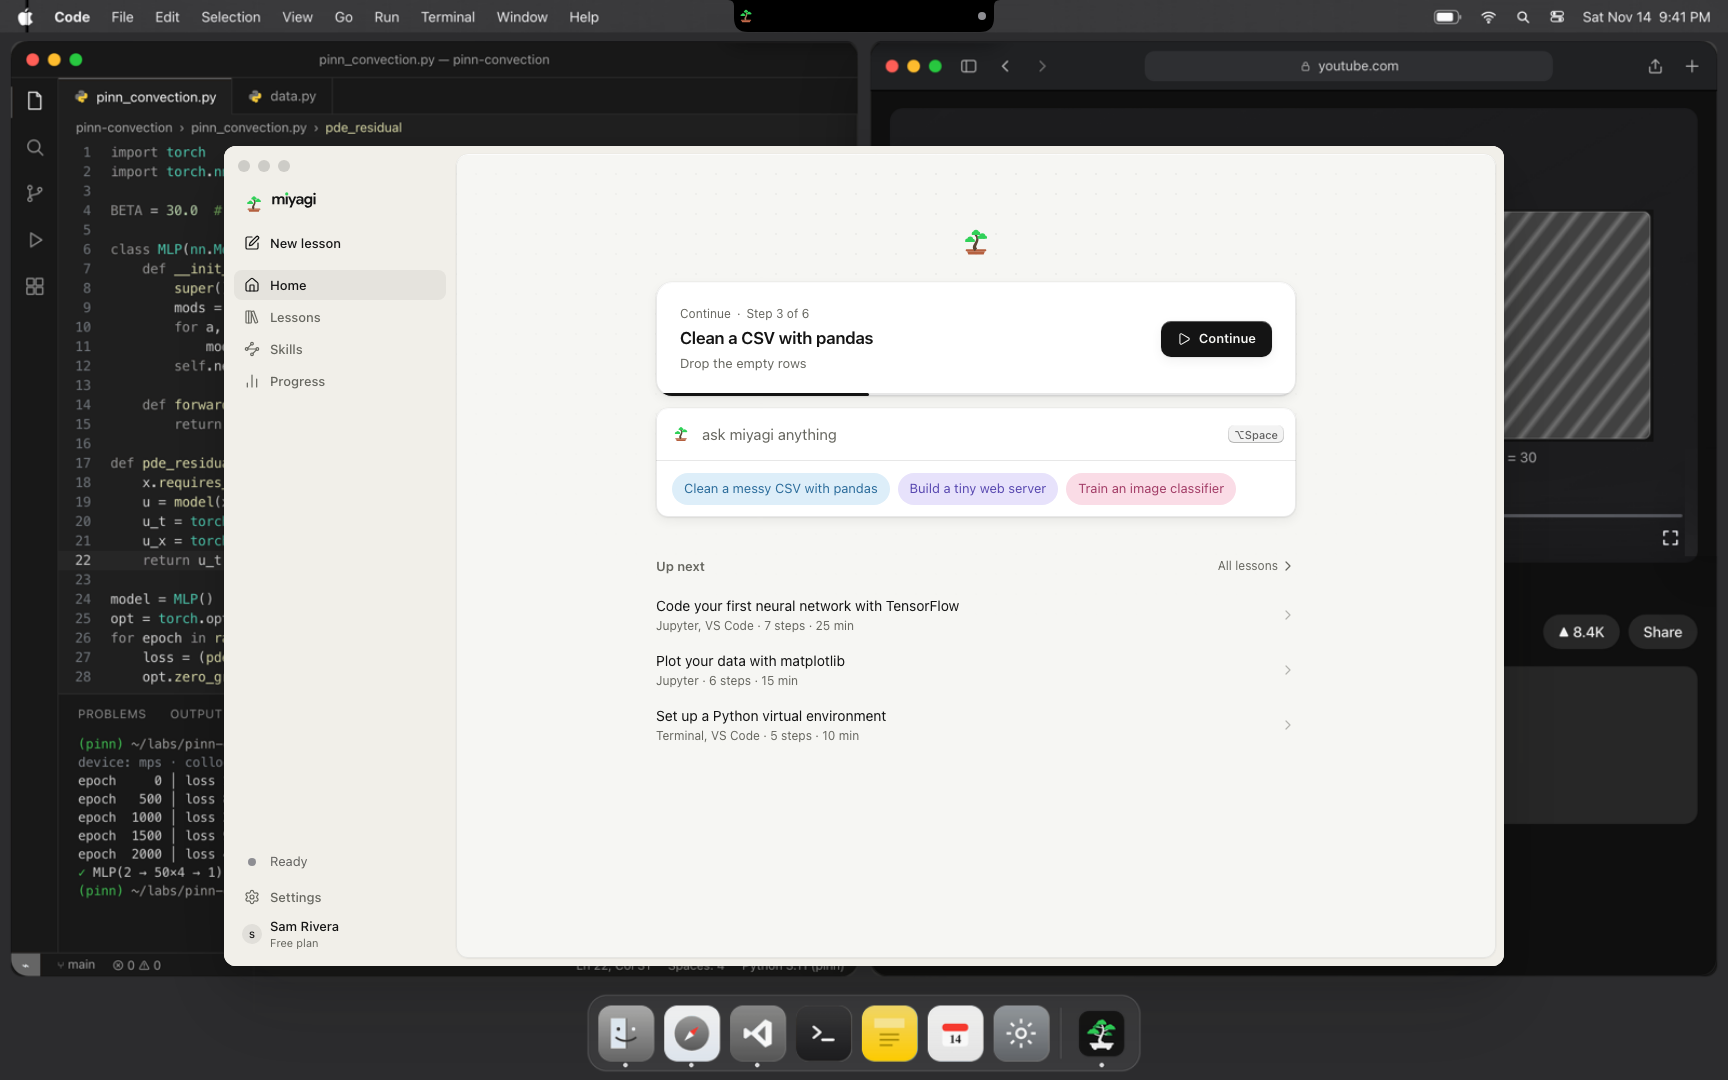 Code File Edit Selection View Go Run Terminal Window Help
Sat Nov 14 9:41 PM
pinn_convection.py — pinn-convection
pinn_convection.py
data.py
pinn-convection › pinn_convection.py › pde_residual
1 import torch
2 import torch.n
3
4 BETA = 30.0 #
5
6 class MLP(nn.M
7 def __init_
8 super(
9 mods =
10 for a,
11 mo
12 self.n
13
14 def forwar
15 return
16
17 def pde_residu
18 x.requires_
19 u = model(
20 u_t = torc
21 u_x = torc
22 return u_t
23
24 model = MLP()
25 opt = torch.op
26 for epoch in r
27 loss = (pd
28 opt.zero_g
PROBLEMS OUTPUT
(pinn) ~/labs/pinn-
device: mps · collo
epoch 0 | loss
epoch 500 | loss
epoch 1000 | loss
epoch 1500 | loss
epoch 2000 | loss
✓ MLP(2 → 50×4 → 1)
(pinn) ~/labs/pinn-
main 0 0
miyagi
New lesson
Home
Lessons
Skills
Progress
Ready
Settings
S
Sam Rivera
Free plan
Continue · Step 3 of 6
Clean a CSV with pandas
Drop the empty rows
Continue
ask miyagi anything
⌥Space
Clean a messy CSV with pandas
Build a tiny web server
Train an image classifier
Up next
All lessons
Code your first neural network with TensorFlow
Jupyter, VS Code · 7 steps · 25 min
Plot your data with matplotlib
Jupyter · 6 steps · 15 min
Set up a Python virtual environment
Terminal, VS Code · 5 steps · 10 min
youtube.com
= 30
▲ 8.4K
Share
14